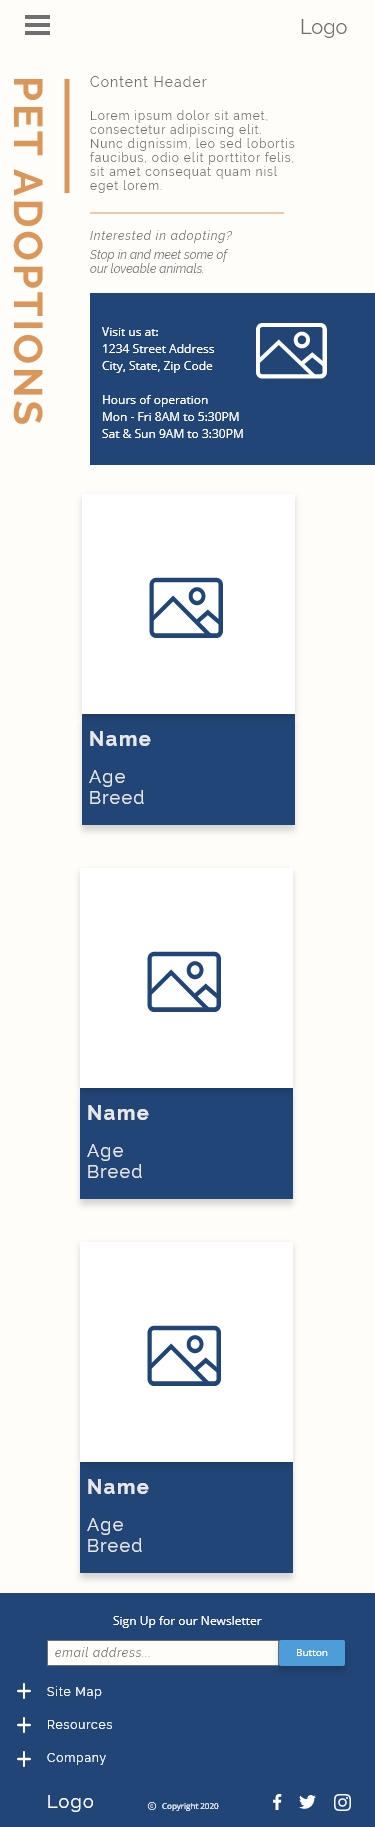 Logo
PET ADOPTIONS
Content Header
Lorem ipsum dolor sit amet,
consectetur adipiscing elit.
Nunc dignissim, leo sed lobortis
faucibus, odio elit porttitor felis,
sit amet consequat quam nisl
eget lorem.
Interested in adopting?
Stop in and meet some of
our loveable animals.
Visit us at:
1234 Street Address
City, State, Zip Code
Hours of operation
Mon - Fri 8AM to 5:30PM
Sat & Sun 9AM to 3:30PM
Name
Age
Breed
Name
Age
Breed
Name
Age
Breed
Sign Up for our Newsletter
email address...
Button
Site Map
Resources
Company
Logo
© Copyright 2020